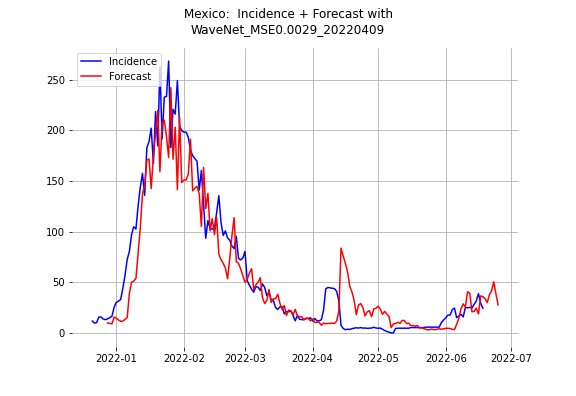 Mexico:  Incidence + Forecast with
WaveNet_MSE0.0029_20220409
Incidence
Forecast
250
200
150
100
50
0
2022-01 2022-02 2022-03 2022-04 2022-05 2022-06 2022-07